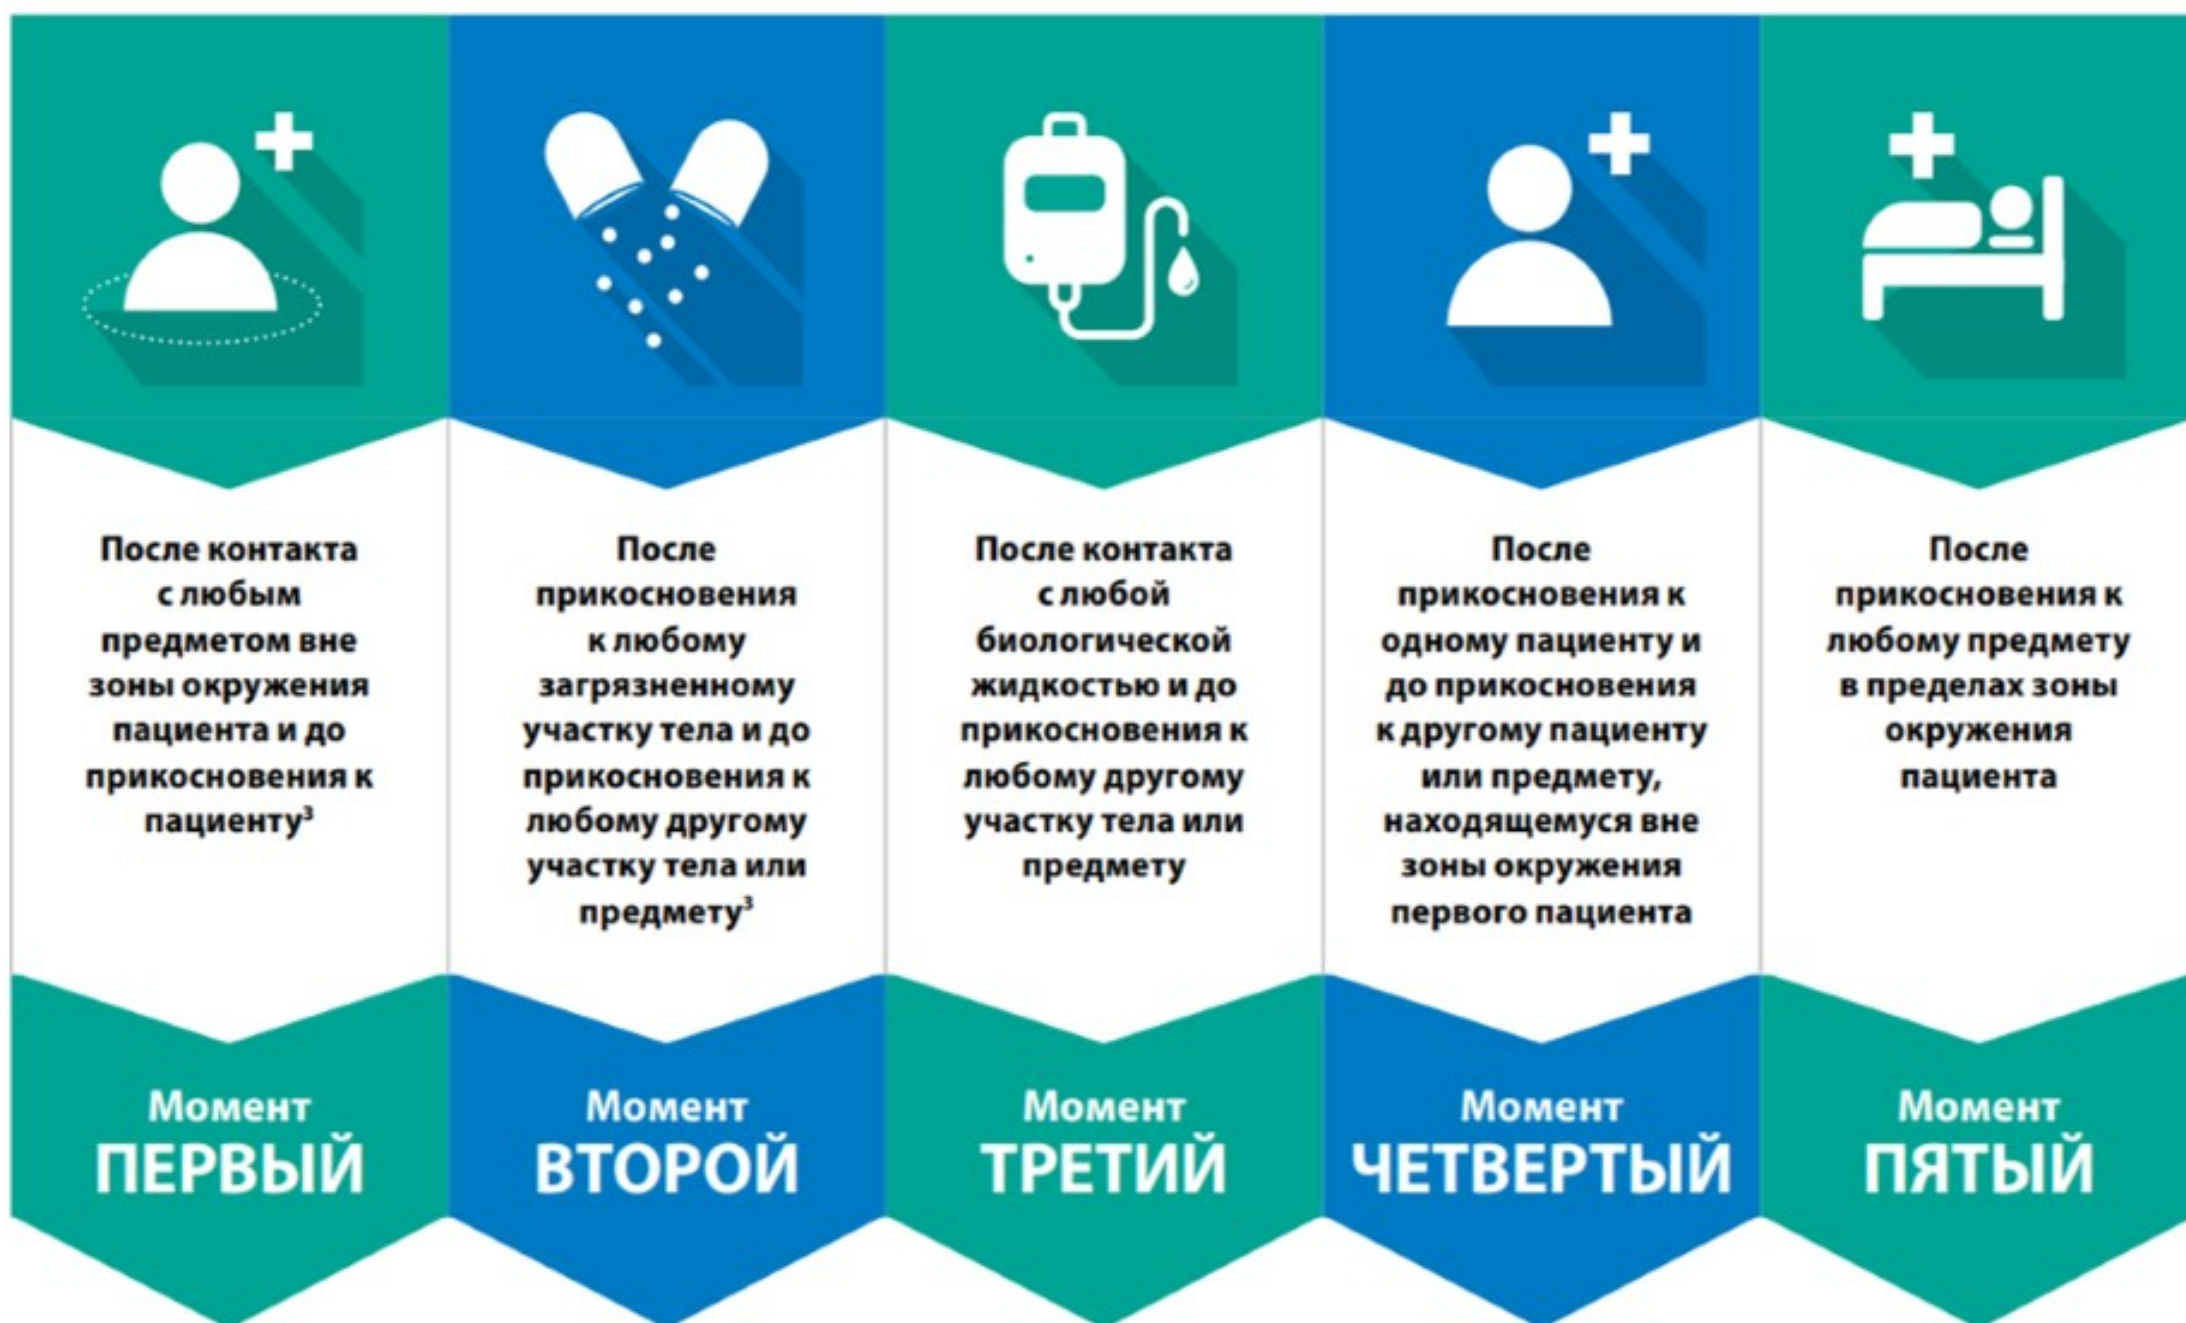 После контакта
с любым
предметом вне
зоны окружения
пациента и до
прикосновения к
пациенту³
Момент
ПЕРВЫЙ
После
прикосновения
к любому
загрязненному
участку тела и до
прикосновения к
любому другому
участку тела или
предмету³
Момент
ВТОРОЙ
После контакта
с любой
биологической
жидкостью и до
прикосновения к
любому другому
участку тела или
предмету
Момент
ТРЕТИЙ
После
прикосновения к
одному пациенту и
до прикосновения
к другому пациенту
или предмету,
находящемуся вне
зоны окружения
первого пациента
Момент
ЧЕТВЕРТЫЙ
После
прикосновения к
любому предмету
в пределах зоны
окружения
пациента
Момент
ПЯТЫЙ